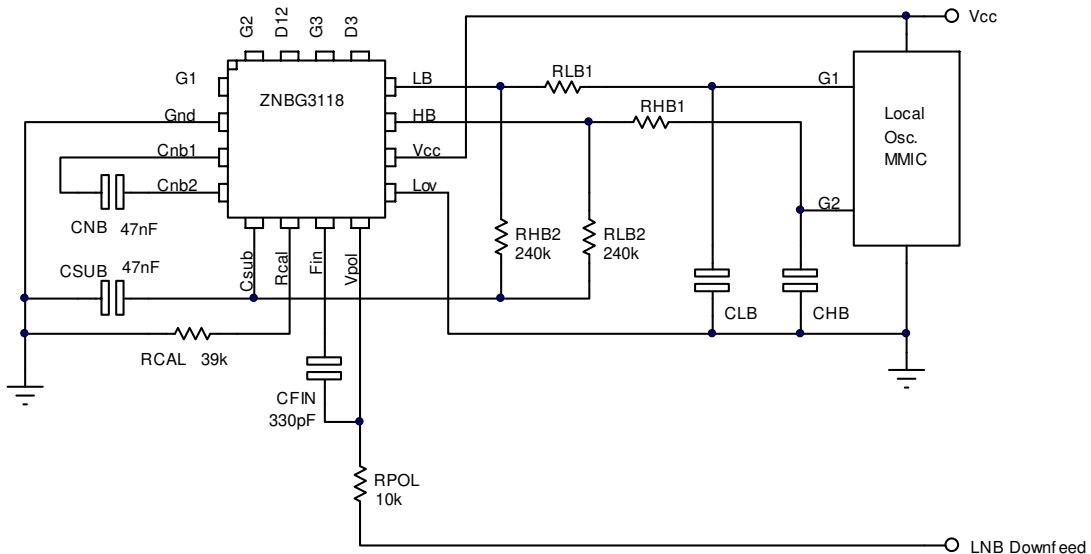 G2
D12
G3
D3
Vcc
G1
ZNBG3118
LB
RLB1
G1
Gnd
HB
RHB1
Local
Osc.
MMIC
Cnb1
Vcc
Cnb2
Lov
G2
CNB 47nF
RHB2
240k
RLB2
240k
CSUB 47nF
Csub
Rcal
Fin
Vpol
CLB
CHB
RCAL 39k
CFIN
330pF
RPOL
10k
LNB Downfeed